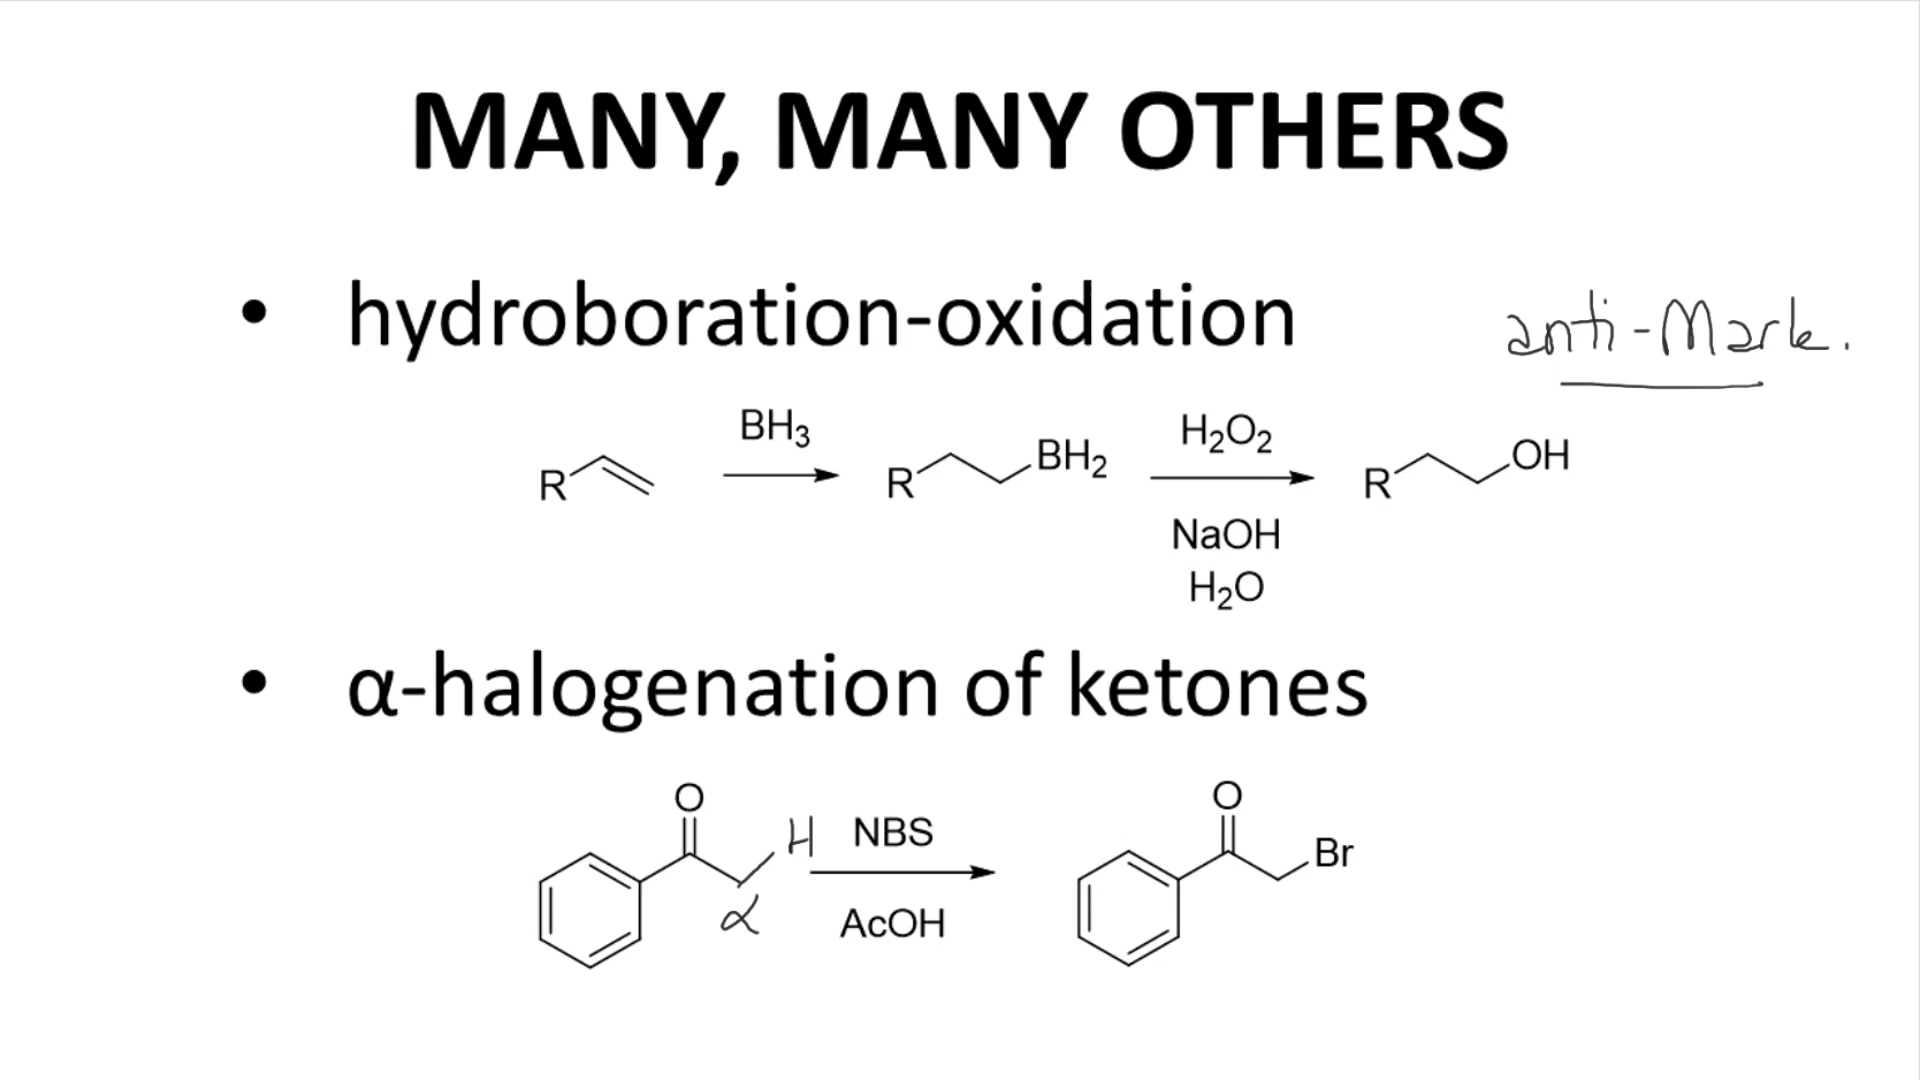 MANY, MANY OTHERS
• hydroboration-oxidation
anti-Mark.
BH3
H2O2
R
R BH2
R OH
NaOH
H2O
• α-halogenation of ketones
O
H
NBS
O
Br
α
AcOH